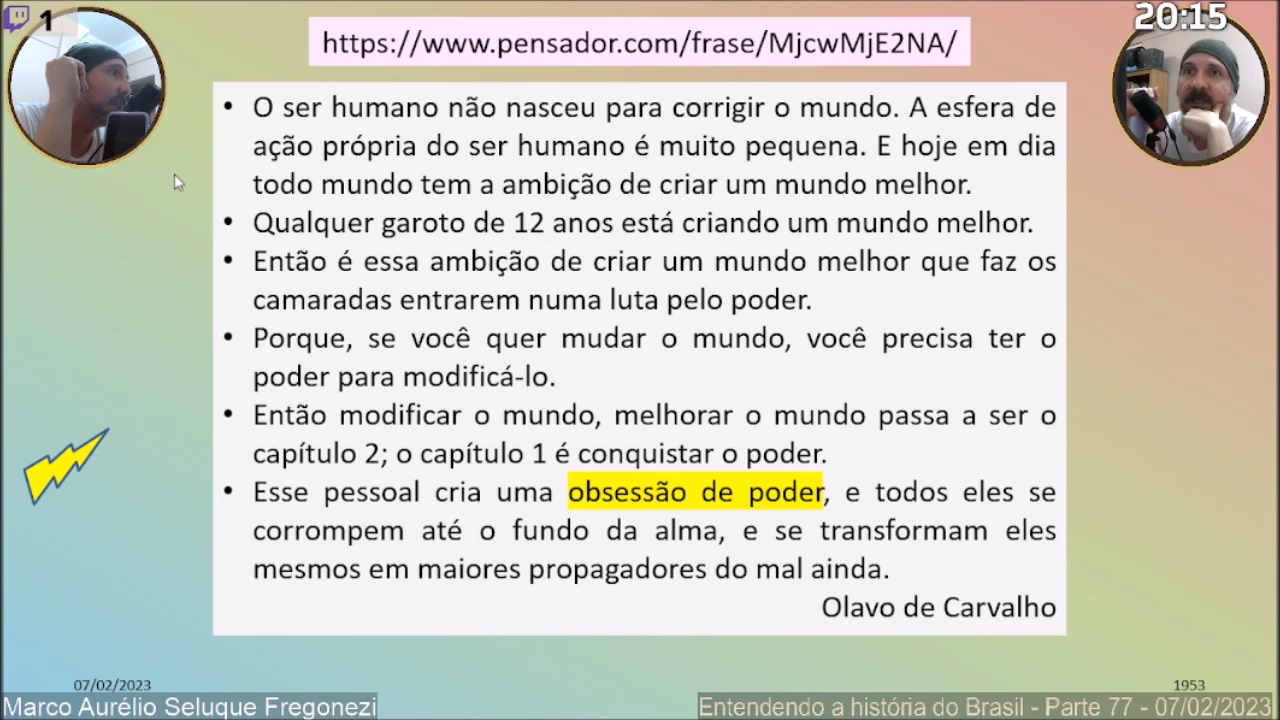 1
20:15
https://www.pensador.com/frase/MjcwMjE2NA/
• O ser humano não nasceu para corrigir o mundo. A esfera de
ação própria do ser humano é muito pequena. E hoje em dia
todo mundo tem a ambição de criar um mundo melhor.
• Qualquer garoto de 12 anos está criando um mundo melhor.
• Então é essa ambição de criar um mundo melhor que faz os
camaradas entrarem numa luta pelo poder.
• Porque, se você quer mudar o mundo, você precisa ter o
poder para modificá-lo.
• Então modificar o mundo, melhorar o mundo passa a ser o
capítulo 2; o capítulo 1 é conquistar o poder.
• Esse pessoal cria uma obsessão de poder, e todos eles se
corrompem até o fundo da alma, e se transformam eles
mesmos em maiores propagadores do mal ainda.
Olavo de Carvalho
07/02/2023
1953
Marco Aurélio Seluque Fregonezi
Entendendo a história do Brasil - Parte 77 - 07/02/2023